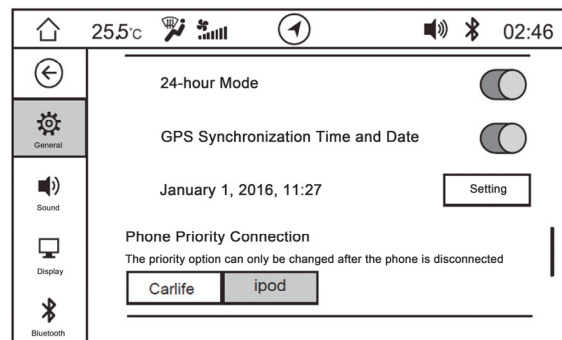 25.5°c 02:46
24-hour Mode
General
GPS Synchronization Time and Date
January 1, 2016, 11:27 Setting
Sound
Phone Priority Connection
The priority option can only be changed after the phone is disconnected
Display
Carlife ipod
Bluetooth